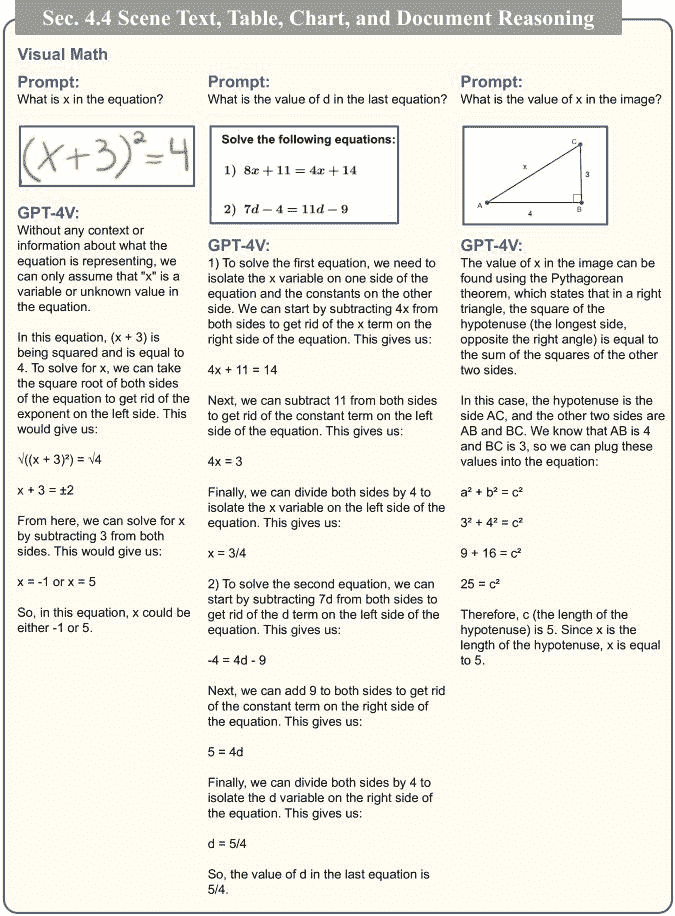 Sec. 4.4 Scene Text, Table, Chart, and Document Reasoning
Visual Math
Prompt:
What is x in the equation?
(x+3)²=4
GPT-4V:
Without any context or
information about what the
equation is representing, we
can only assume that "x" is a
variable or unknown value in
the equation.
In this equation, (x + 3) is
being squared and is equal to
4. To solve for x, we can take
the square root of both sides
of the equation to get rid of the
exponent on the left side. This
would give us:
√((x + 3)²) = √4
x + 3 = ±2
From here, we can solve for x
by subtracting 3 from both
sides. This would give us:
x = -1 or x = 5
So, in this equation, x could be
either -1 or 5.
Prompt:
What is the value of d in the last equation?
Solve the following equations:
1) 8x + 11 = 4x + 14
2) 7d − 4 = 11d − 9
GPT-4V:
1) To solve the first equation, we need to
isolate the x variable on one side of the
equation and the constants on the other
side. We can start by subtracting 4x from
both sides to get rid of the x term on the
right side of the equation. This gives us:
4x + 11 = 14
Next, we can subtract 11 from both sides
to get rid of the constant term on the left
side of the equation. This gives us:
4x = 3
Finally, we can divide both sides by 4 to
isolate the x variable on the left side of the
equation. This gives us:
x = 3/4
2) To solve the second equation, we can
start by subtracting 7d from both sides to
get rid of the d term on the left side of the
equation. This gives us:
-4 = 4d - 9
Next, we can add 9 to both sides to get rid
of the constant term on the right side of
the equation. This gives us:
5 = 4d
Finally, we can divide both sides by 4 to
isolate the d variable on the right side of
the equation. This gives us:
d = 5/4
So, the value of d in the last equation is
5/4.
Prompt:
What is the value of x in the image?
C
x
3
A
B
4
GPT-4V:
The value of x in the image can be
found using the Pythagorean
theorem, which states that in a right
triangle, the square of the
hypotenuse (the longest side,
opposite the right angle) is equal to
the sum of the squares of the other
two sides.
In this case, the hypotenuse is the
side AC, and the other two sides are
AB and BC. We know that AB is 4
and BC is 3, so we can plug these
values into the equation:
a² + b² = c²
3² + 4² = c²
9 + 16 = c²
25 = c²
Therefore, c (the length of the
hypotenuse) is 5. Since x is the
length of the hypotenuse, x is equal
to 5.